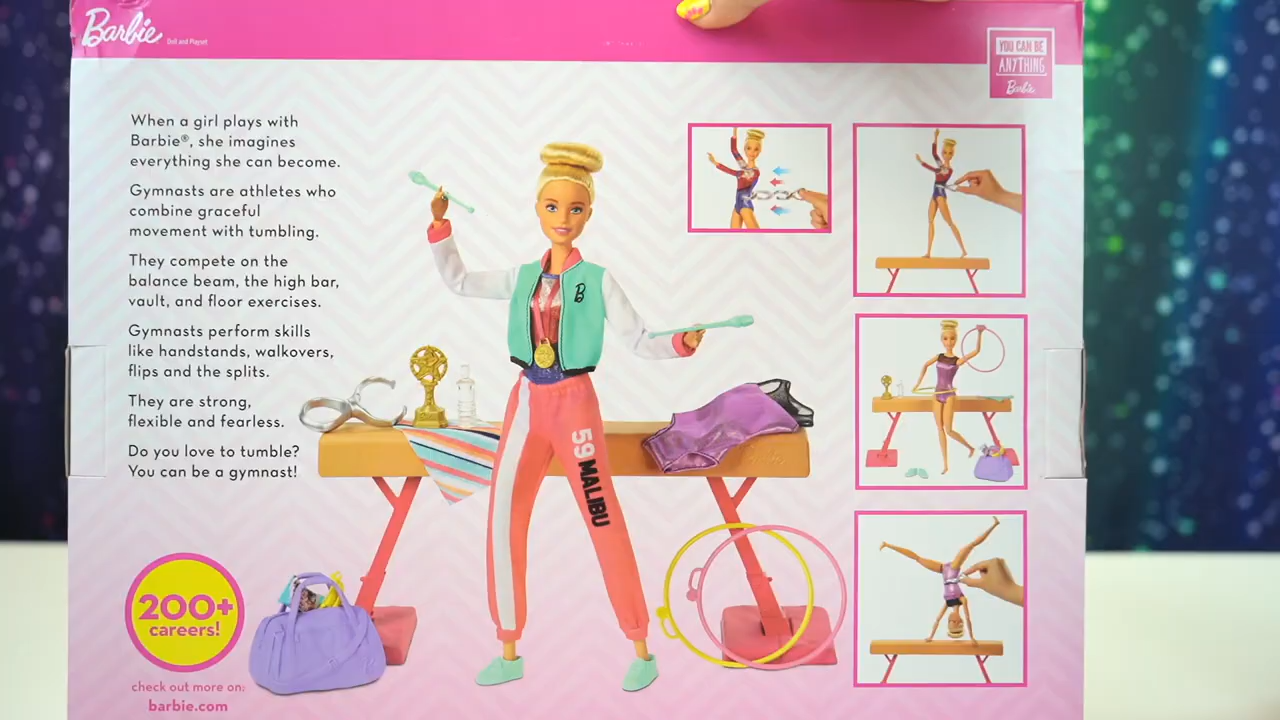 Barbie
Doll and Playset
YOU CAN BE
ANYTHING
Barbie
When a girl plays with
Barbie®, she imagines
everything she can become.
Gymnasts are athletes who
combine graceful
movement with tumbling.
They compete on the
balance beam, the high bar,
vault, and floor exercises.
Gymnasts perform skills
like handstands, walkovers,
flips and the splits.
They are strong,
flexible and fearless.
Do you love to tumble?
You can be a gymnast!
B
59 MALIBU
200+
careers!
check out more on:
barbie.com